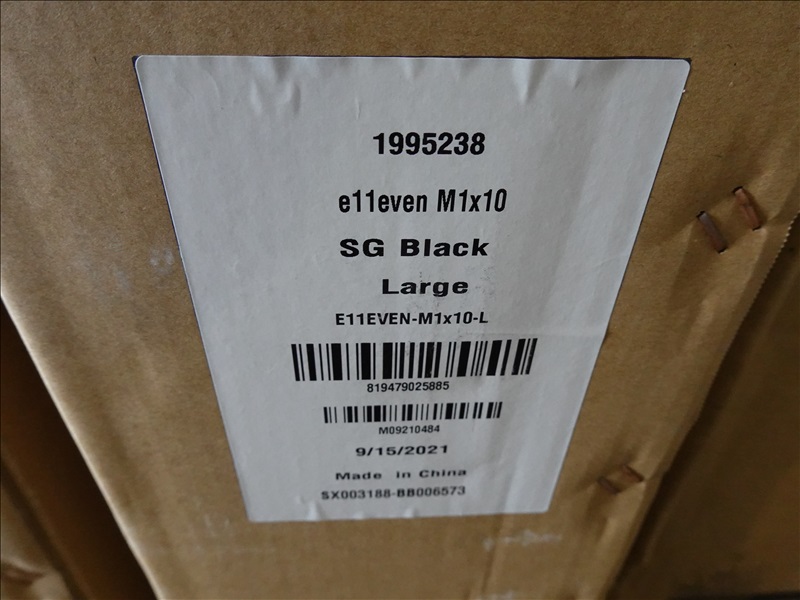 1995238
e11even M1x10
SG Black
Large
E11EVEN-M1x10-L
819479025885
M09210484
9/15/2021
Made in China
SX003188-BB006573